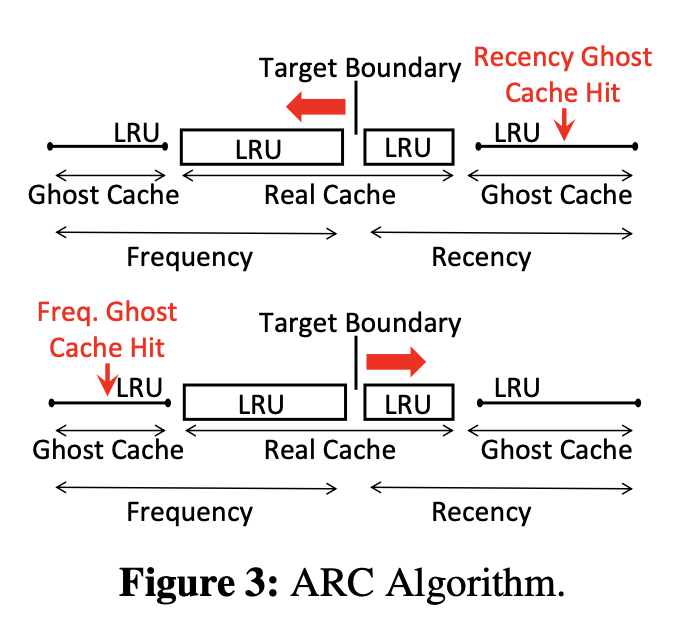 Target Boundary
Recency Ghost
Cache Hit
LRU
LRU
LRU
LRU
Ghost Cache
Real Cache
Ghost Cache
Frequency
Recency
Freq. Ghost
Cache Hit
Target Boundary
LRU
LRU
LRU
LRU
Ghost Cache
Real Cache
Ghost Cache
Frequency
Recency
Figure 3: ARC Algorithm.